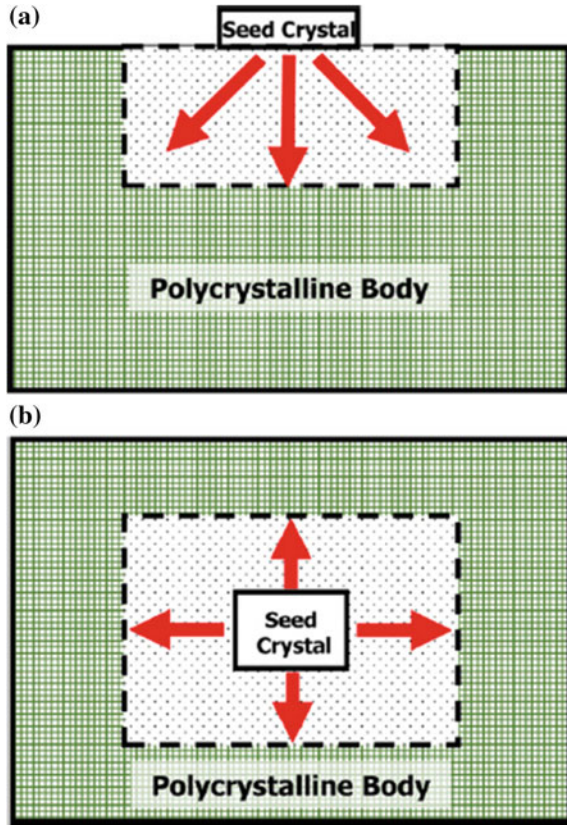 (a)
Seed Crystal
Polycrystalline Body
(b)
Seed
Crystal
Polycrystalline Body